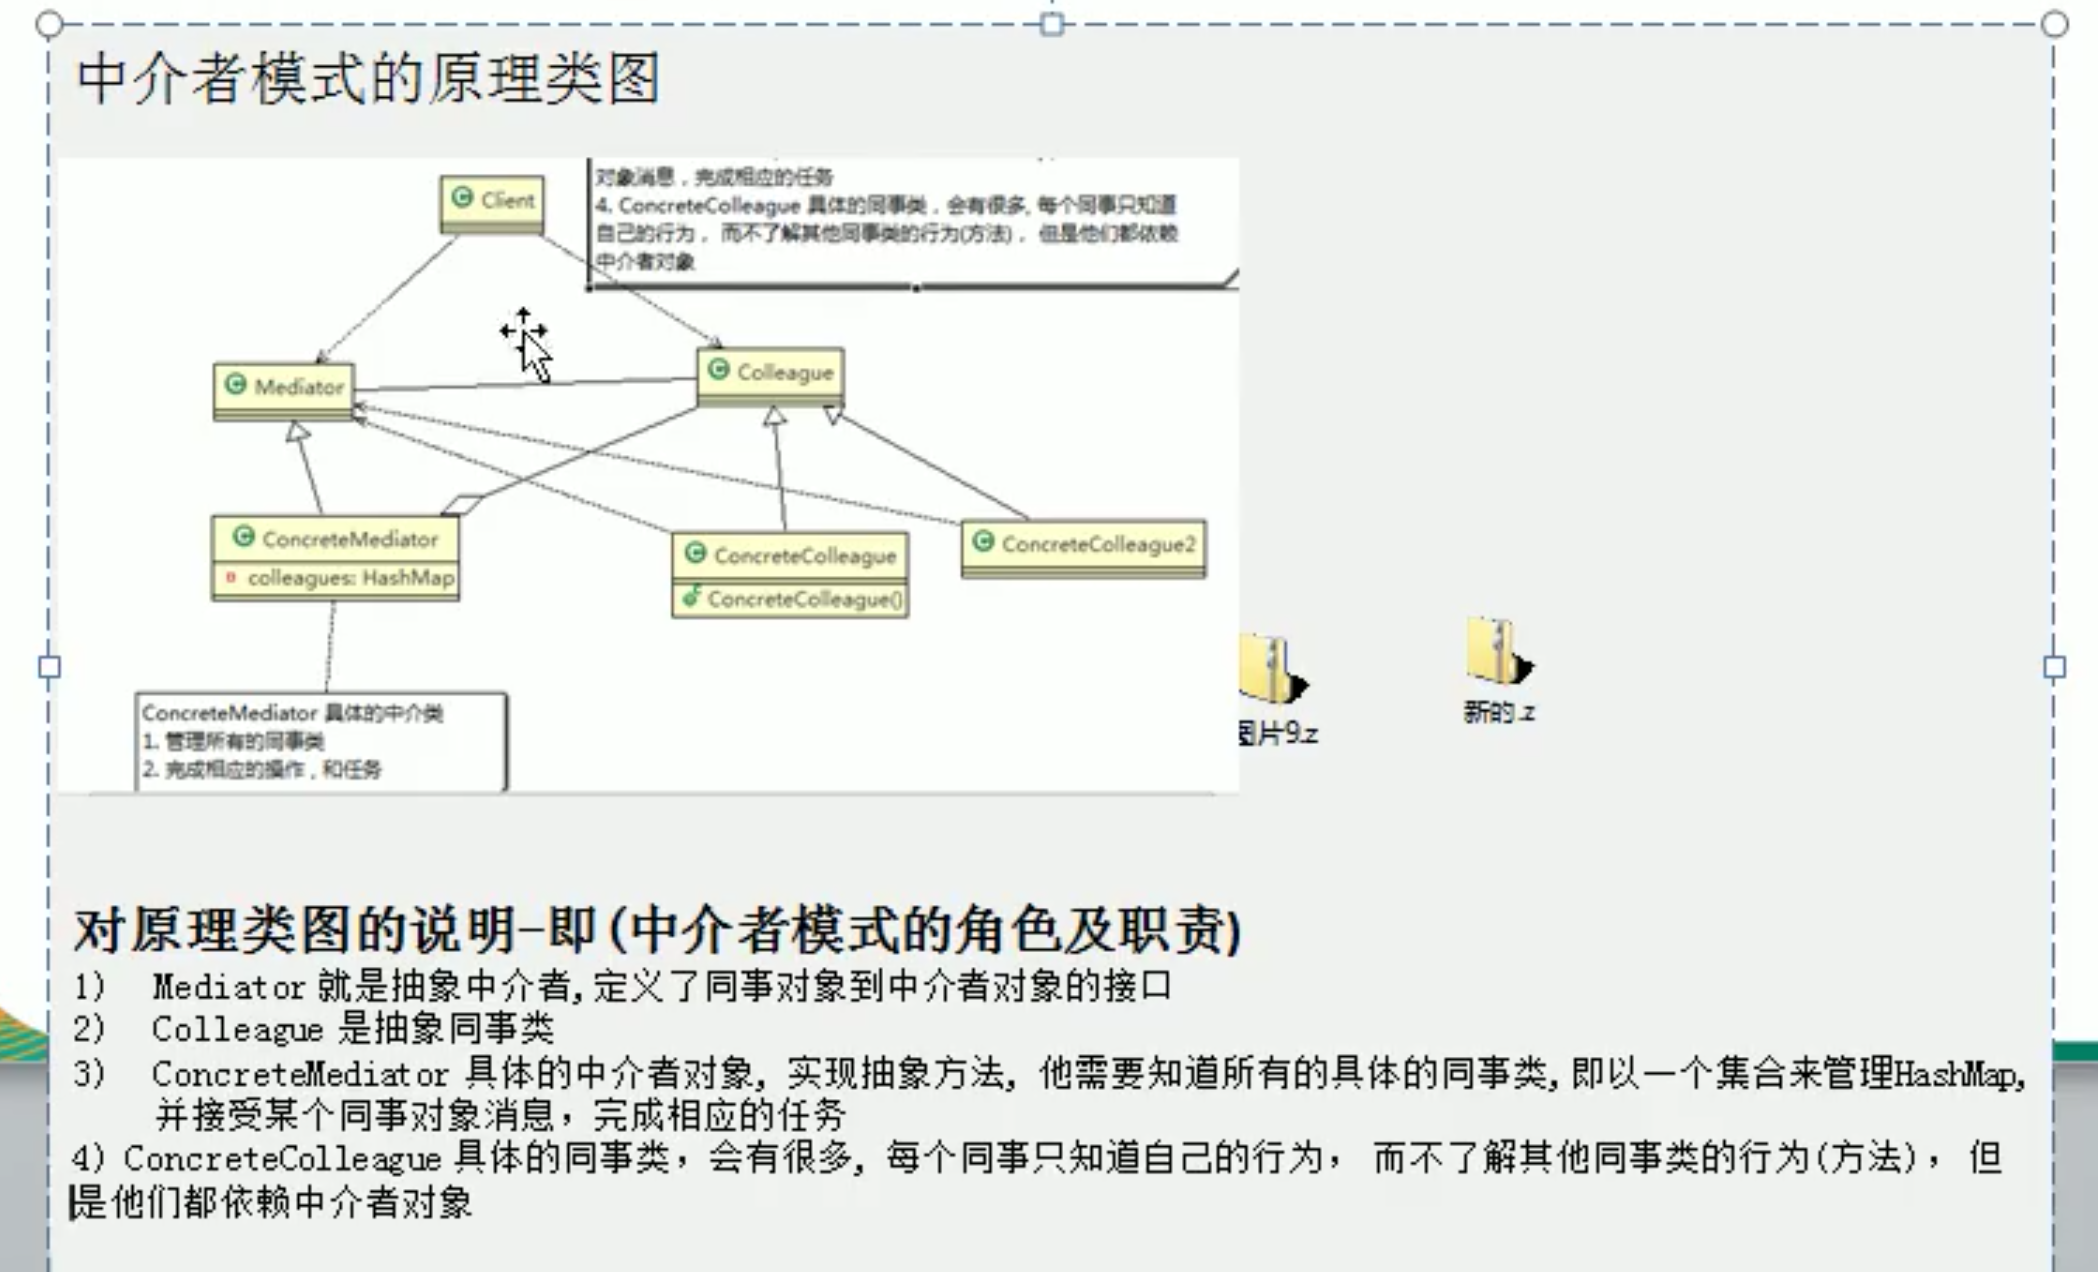 中介者模式的原理类图
Client
对象消息，完成相应的任务
4. ConcreteColleague 具体的同事类，会有很多, 每个同事只知道
自己的行为， 而不了解其他同事类的行为(方法)， 但是他们都依赖
中介者对象
Mediator
Colleague
ConcreteMediator
colleagues: HashMap
ConcreteColleague
ConcreteColleague()
ConcreteColleague2
ConcreteMediator 具体的中介类
1. 管理所有的同事类
2. 完成相应的操作，和任务
图片9.z
新的.z
对原理类图的说明-即(中介者模式的角色及职责)
1) Mediator 就是抽象中介者,定义了同事对象到中介者对象的接口
2) Colleague 是抽象同事类
3) ConcreteMediator 具体的中介者对象, 实现抽象方法, 他需要知道所有的具体的同事类,即以一个集合来管理HashMap,
并接受某个同事对象消息，完成相应的任务
4) ConcreteColleague 具体的同事类，会有很多, 每个同事只知道自己的行为， 而不了解其他同事类的行为(方法)， 但
是他们都依赖中介者对象